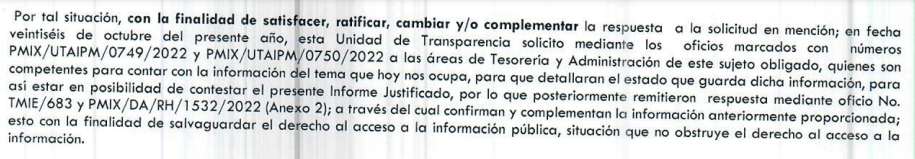 Por tal situación, con la finalidad de satisfacer, ratificar, cambiar y/o complementar la respuesta a la solicitud en mención; en fecha
veintiséis de octubre del presente año, esta Unidad de Transparencia solicito mediante los oficios marcados con números
PMIX/UTAIPM/0749/2022 y PMIX/UTAIPM/0750/2022 a las áreas de Tesorería y Administración de este sujeto obligado, quienes son
competentes para contar con la información del tema que hoy nos ocupa, para que detallaran el estado que guarda dicha información, para
así estar en posibilidad de contestar el presente Informe Justificado, por lo que posteriormente remitieron respuesta mediante oficio No.
TMIE/683 y PMIX/DA/RH/1532/2022 (Anexo 2); a través del cual confirman y complementan la información anteriormente proporcionada;
esto con la finalidad de salvaguardar el derecho al acceso a la información pública, situación que no obstruye el derecho al acceso a la
información.